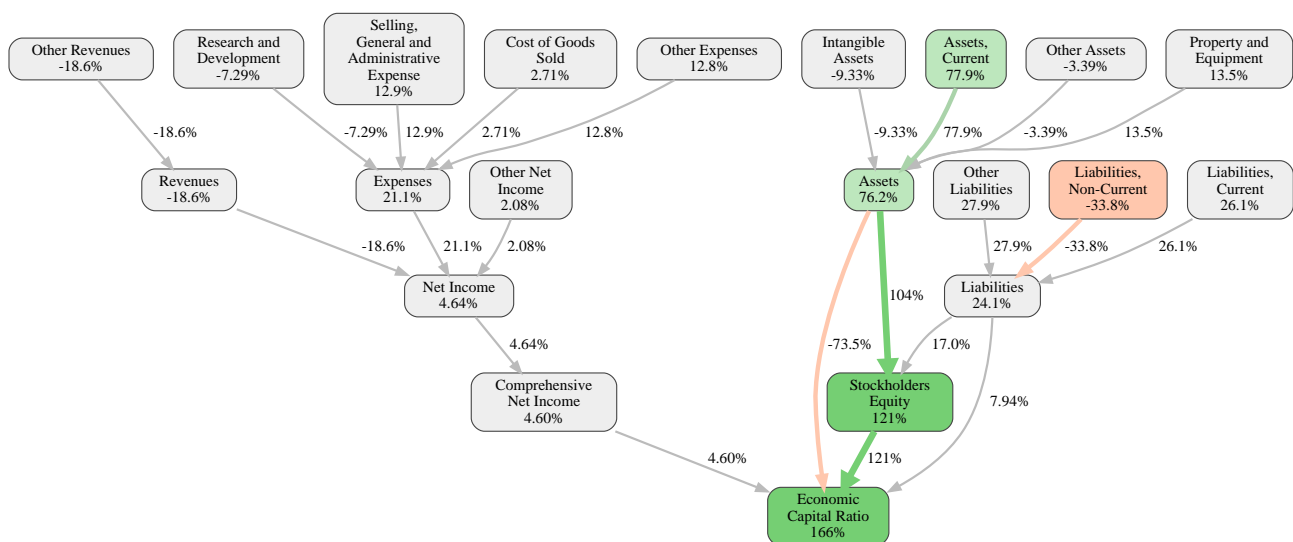 Other Revenues
-18.6%
Research and
Development
-7.29%
Selling,
General and
Administrative
Expense
12.9%
Cost of Goods
Sold
2.71%
Other Expenses
12.8%
Intangible
Assets
-9.33%
Assets,
Current
77.9%
Other Assets
-3.39%
Property and
Equipment
13.5%
-18.6%
-7.29%
12.9%
2.71%
12.8%
-9.33%
77.9%
-3.39%
13.5%
Revenues
-18.6%
Expenses
21.1%
Other Net
Income
2.08%
Assets
76.2%
Other
Liabilities
27.9%
Liabilities,
Non-Current
-33.8%
Liabilities,
Current
26.1%
-18.6%
21.1%
2.08%
27.9%
-33.8%
26.1%
Net Income
4.64%
104%
Liabilities
24.1%
4.64%
-73.5%
17.0%
Comprehensive
Net Income
4.60%
Stockholders
Equity
121%
7.94%
4.60%
121%
Economic
Capital Ratio
166%